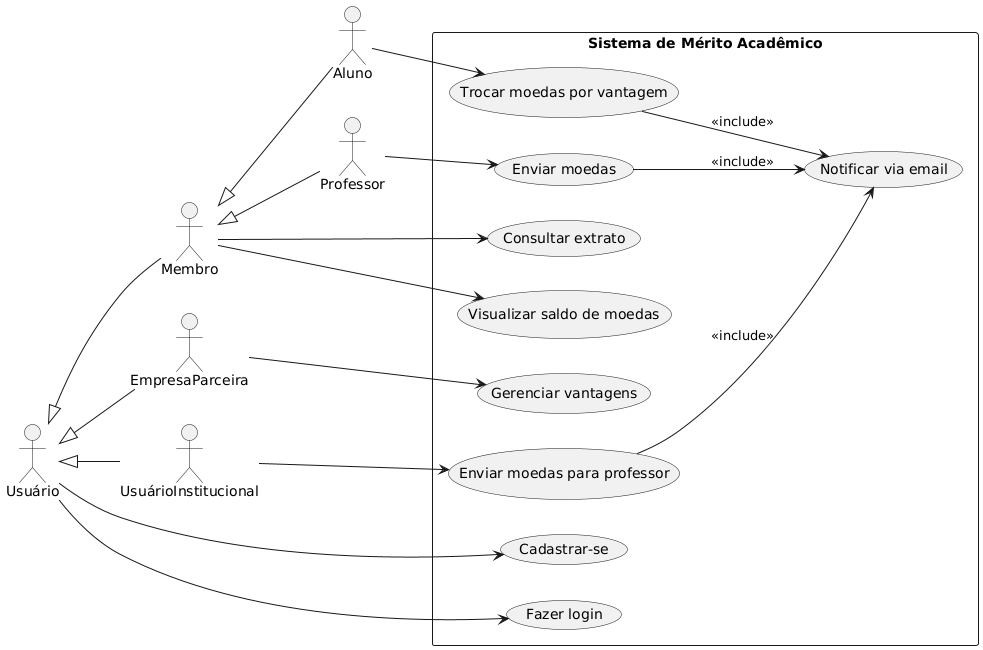 Sistema de Mérito Acadêmico
Aluno
Trocar moedas por vantagem
«include»
Professor
Enviar moedas
«include»
Notificar via email
Membro
Consultar extrato
Visualizar saldo de moedas
«include»
EmpresaParceira
Gerenciar vantagens
Usuário
UsuárioInstitucional
Enviar moedas para professor
Cadastrar-se
Fazer login